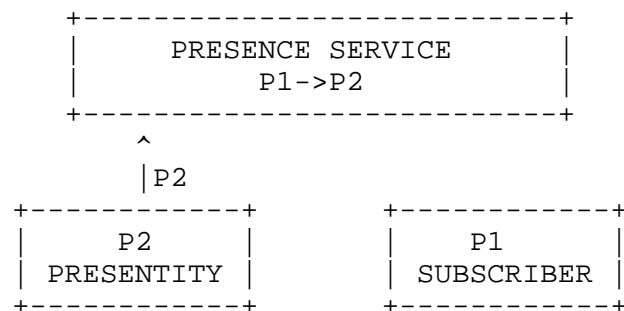 +---------------------------+
|     PRESENCE SERVICE      |
|          P1->P2           |
+---------------------------+
^
|P2
+------------+       +------------+
|     P2     |       |     P1     |
| PRESENTITY |       | SUBSCRIBER |
+------------+       +------------+